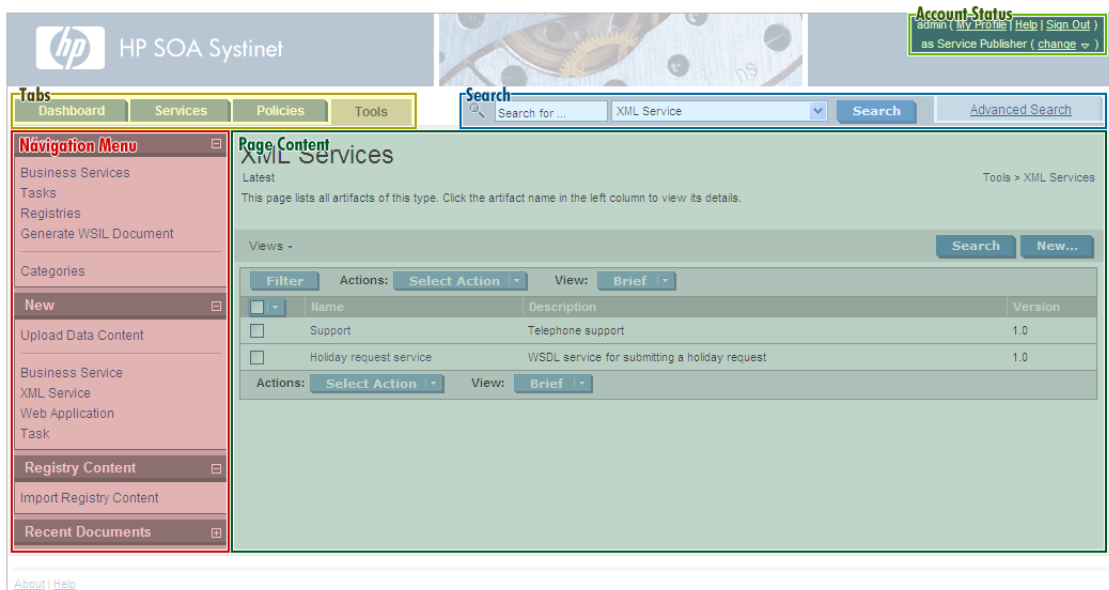 Account Status
admin ( My Profile | Help | Sign Out )
as Service Publisher ( change )
hp HP SOA Systinet
Tabs
Dashboard Services Policies Tools
Search
Search for ... XML Service Search Advanced Search
Navigation Menu
Business Services
Tasks
Registries
Generate WSIL Document
Categories
New
Upload Data Content
Business Service
XML Service
Web Application
Task
Registry Content
Import Registry Content
Recent Documents
Page Content
XML Services
Latest
Tools » XML Services
This page lists all artifacts of this type. Click the artifact name in the left column to view its details.
Views
Search New...
Filter Actions: Select Action View: Brief
Name Description Version
Support Telephone support 1.0
Holiday request service WSDL service for submitting a holiday request 1.0
Actions: Select Action View: Brief
About | Help